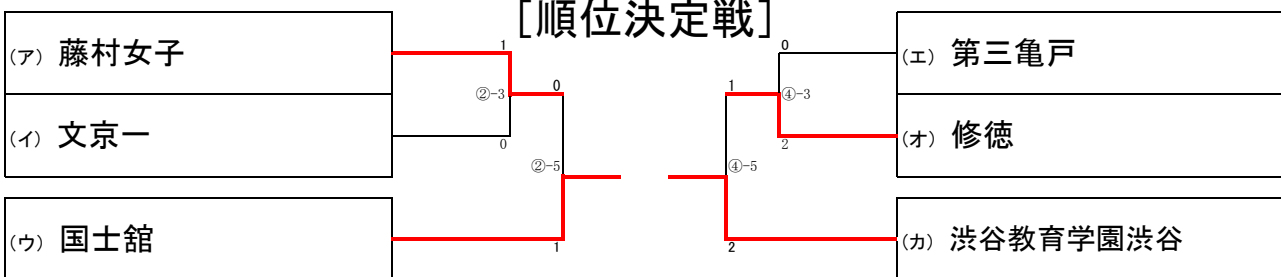 [順位決定戦]
(ア) 藤村女子
1
②-3
0
(イ) 文京一
0
②-5
(ウ) 国士舘
1
0
(エ) 第三亀戸
1
④-3
(オ) 修徳
2
④-5
(カ) 渋谷教育学園渋谷
2